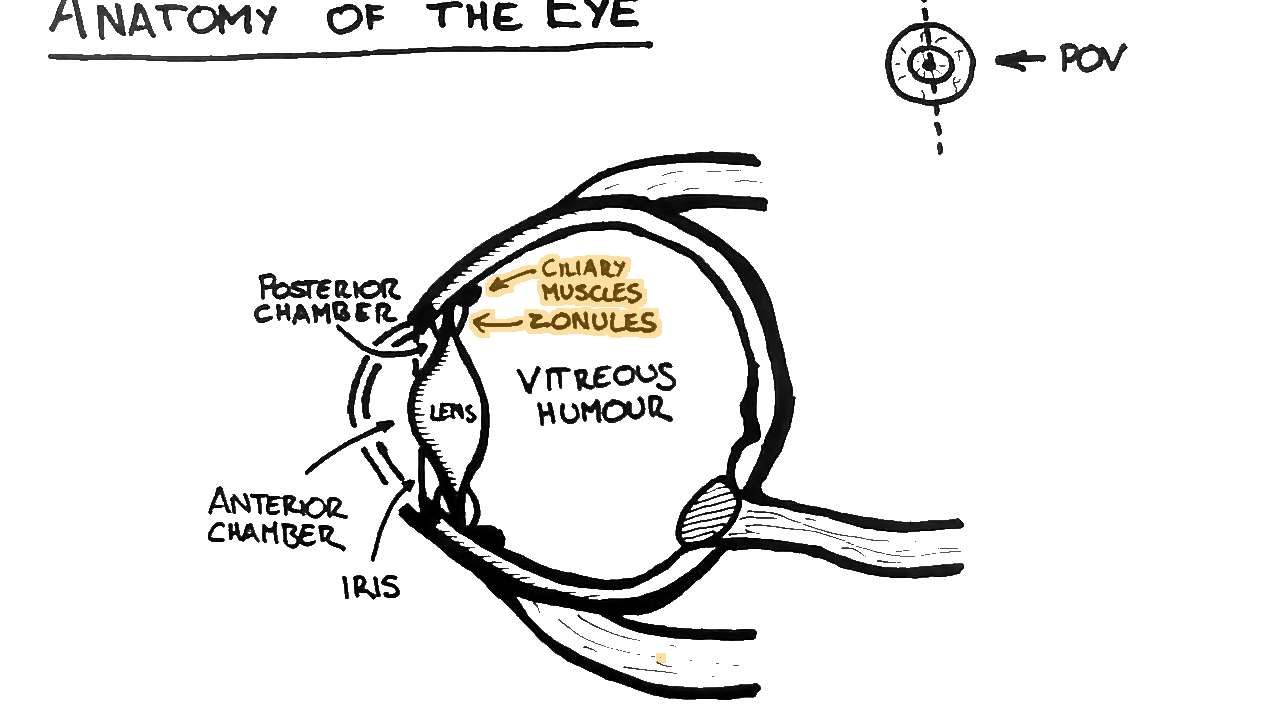 ANATOMY OF THE EYE
POV
CILIARY
MUSCLES
ZONULES
POSTERIOR
CHAMBER
VITREOUS
HUMOUR
LENS
ANTERIOR
CHAMBER
IRIS